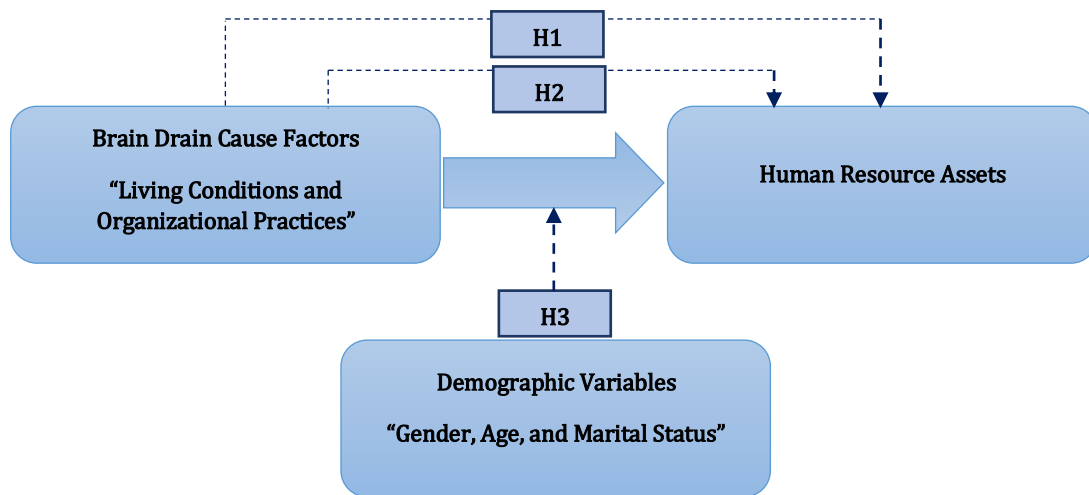 H1
H2
Brain Drain Cause Factors
“Living Conditions and
Organizational Practices”
Human Resource Assets
H3
Demographic Variables
“Gender, Age, and Marital Status”